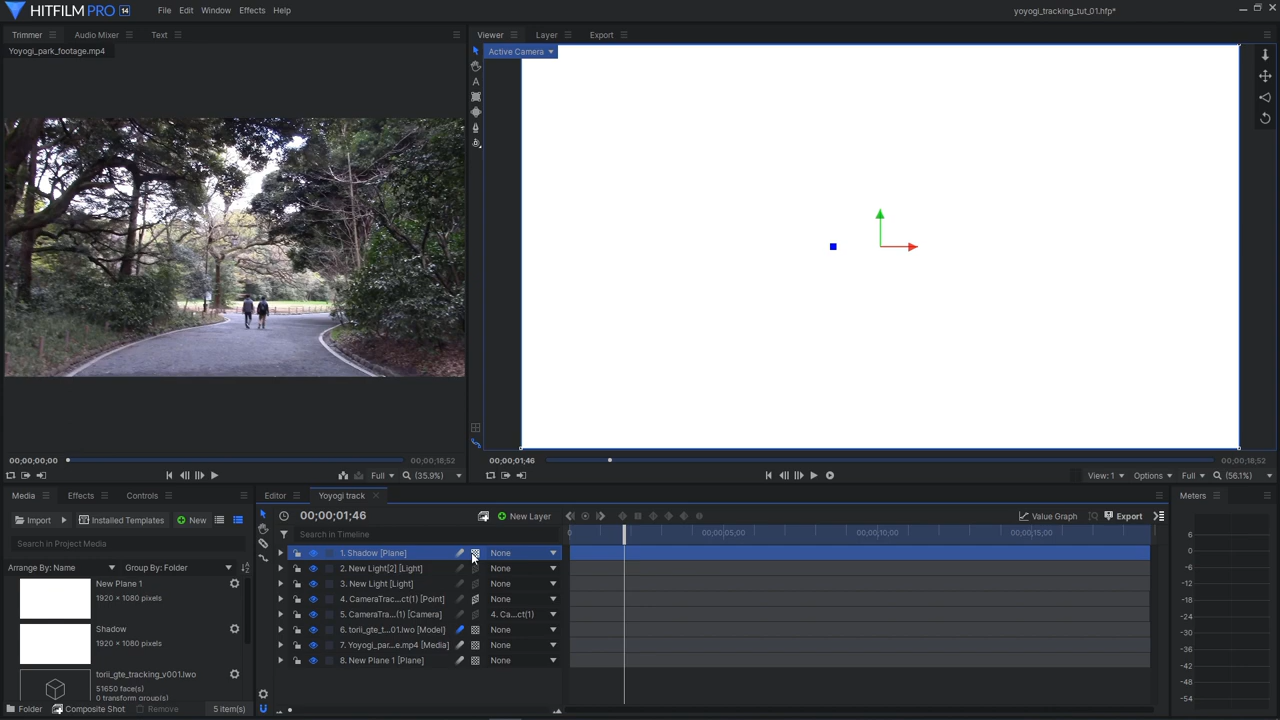 HITFILM PRO 14 File Edit Window Effects Help yoyogi_tracking_tut_01.hfp*
Trimmer Audio Mixer Text Viewer Layer Export
Yoyogi_park_footage.mp4 Active Camera
00;00;00;00 00;00;18;52 00;00;01;46 00;00;18;52
Full (35.9%) View: 1 Options Full (56.1%)
Media Effects Controls Editor Yoyogi track Meters
Import Installed Templates New 00;00;01;46 New Layer Value Graph Export
Search in Project Media Search in Timeline 0 00;00;05;00 00;00;10;00 00;00;15;00
Arrange By: Name Group By: Folder
New Plane 1
1920 × 1080 pixels
Shadow
1920 × 1080 pixels
torii_gte_tracking_v001.lwo
51650 face(s)
0 transform group(s)
Folder Composite Shot Remove 5 item(s)
1. Shadow [Plane] None
2. New Light[2] [Light] None
3. New Light [Light] None
4. CameraTrac...ct(1) [Point] None
5. CameraTra...(1) [Camera] 4. Ca...ct(1)
6. torii_gte_t...01.lwo [Model] None
7. Yoyogi_par...e.mp4 [Media] None
8. New Plane 1 [Plane] None
6
0
-6
-12
-18
-24
-30
-36
-42
-48
-54